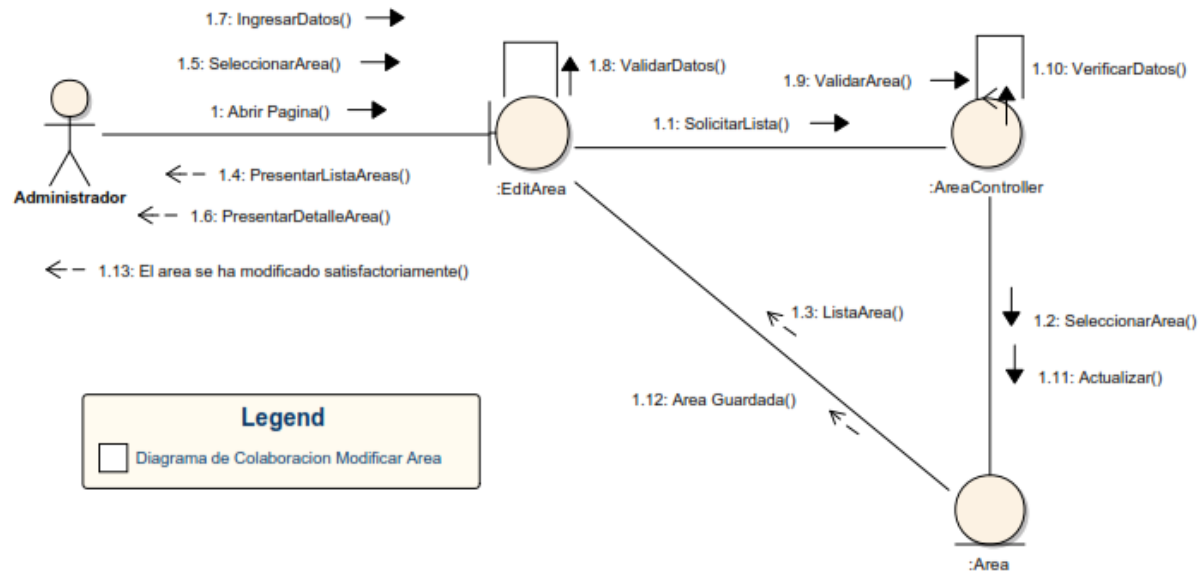 1.7: IngresarDatos()
1.5: SeleccionarArea()
1: Abrir Pagina()
1.8: ValidarDatos()
1.9: ValidarArea()
1.10: VerificarDatos()
1.1: SolicitarLista()
1.4: PresentarListaAreas()
Administrador
:EditArea
:AreaController
1.6: PresentarDetalleArea()
1.13: El area se ha modificado satisfactoriamente()
1.3: ListaArea()
1.2: SeleccionarArea()
1.11: Actualizar()
1.12: Area Guardada()
Legend
Diagrama de Colaboracion Modificar Area
:Area